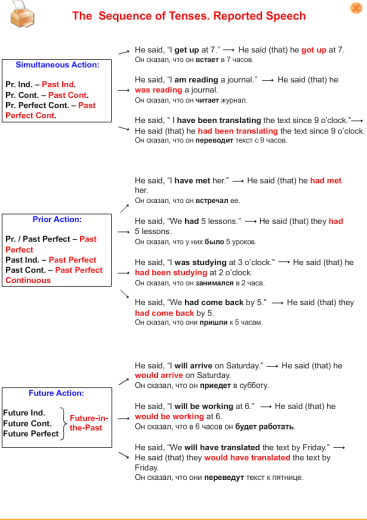 The Sequence of Tenses. Reported Speech
Simultaneous Action:
Pr. Ind. – Past Ind.
Pr. Cont. – Past Cont.
Pr. Perfect Cont. – Past
Perfect Cont.
He said, "I get up at 7." → He said (that) he got up at 7.
Он сказал, что он встает в 7 часов.
He said, "I am reading a journal." → He said (that) he
was reading a journal.
Он сказал, что он читает журнал.
He said, " I have been translating the text since 9 o'clock."→
He said (that) he had been translating the text since 9 o'clock.
Он сказал, что он переводит текст с 9 часов.
Prior Action:
Pr. / Past Perfect – Past
Perfect
Past Ind. – Past Perfect
Past Cont. – Past Perfect
Continuous
He said, "I have met her." → He said (that) he had met
her.
Он сказал, что он встречал ее.
He said, "We had 5 lessons." → He said (that) they had
5 lessons.
Он сказал, что у них было 5 уроков.
He said, "I was studying at 3 o'clock." → He said (that) he
had been studying at 2 o'clock.
Он сказал, что он занимался в 2 часа.
He said, "We had come back by 5." → He said (that) they
had come back by 5.
Он сказал, что они пришли к 5 часам.
Future Action:
Future Ind.
Future Cont.
Future Perfect
Future-in-
the-Past
He said, "I will arrive on Saturday." → He said (that) he
would arrive on Saturday.
Он сказал, что он приедет в субботу.
He said, "I will be working at 6." → He said (that) he
would be working at 6.
Он сказал, что в 6 часов он будет работать.
He said, "We will have translated the text by Friday." →
He said (that) they would have translated the text by
Friday.
Он сказал, что они переведут текст к пятнице.